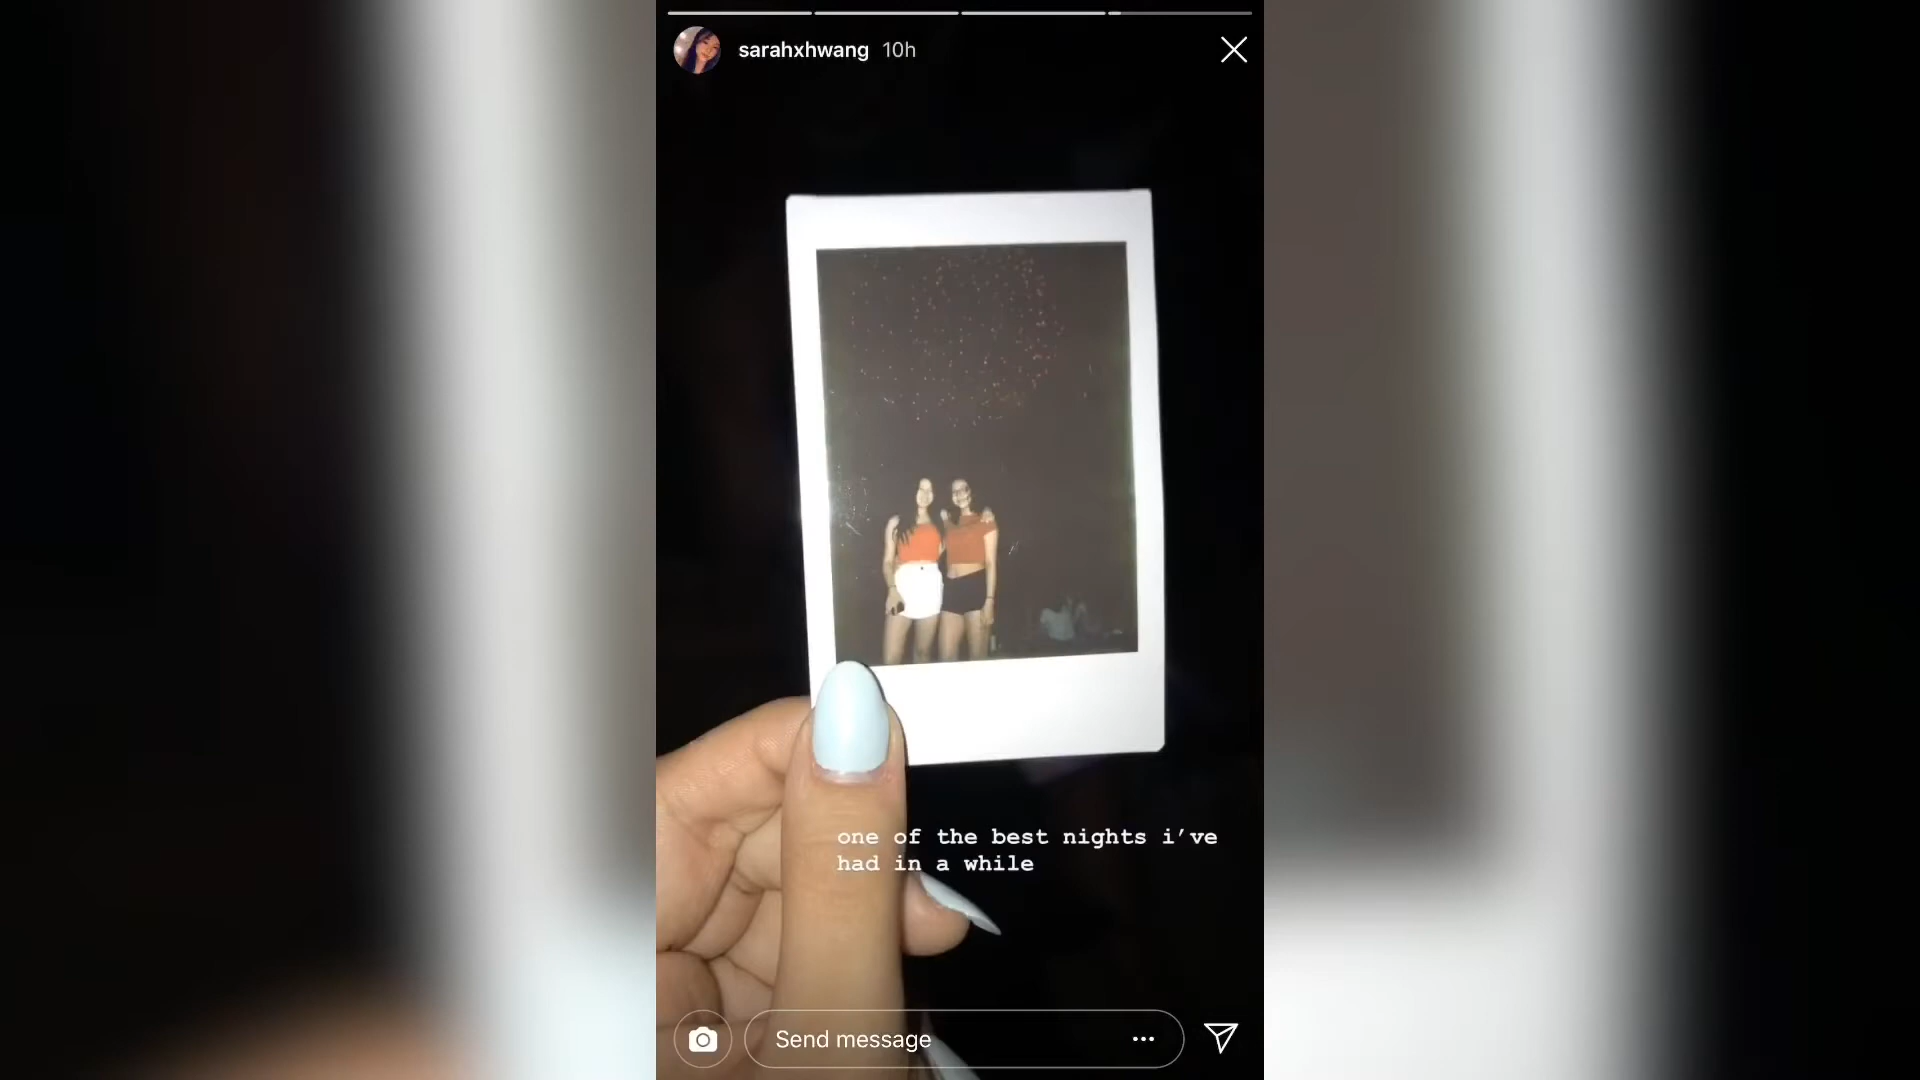 sarahxhwang 10h
one of the best nights i've
had in a while
Send message